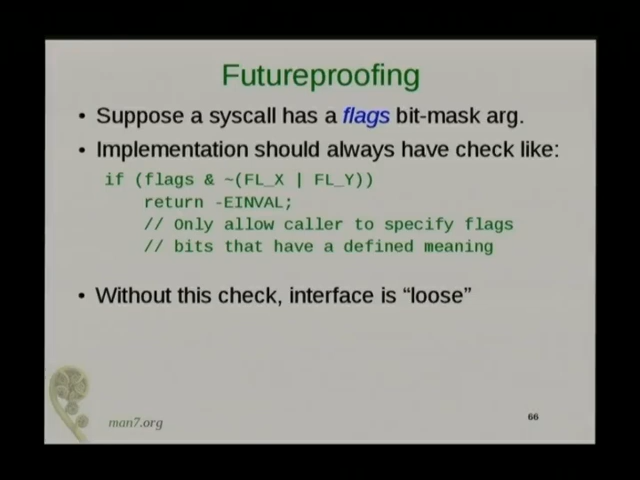 Futureproofing
• Suppose a syscall has a flags bit-mask arg.
• Implementation should always have check like:
if (flags & ~(FL_X | FL_Y))
return -EINVAL;
// Only allow caller to specify flags
// bits that have a defined meaning
• Without this check, interface is “loose”
man7.org
66